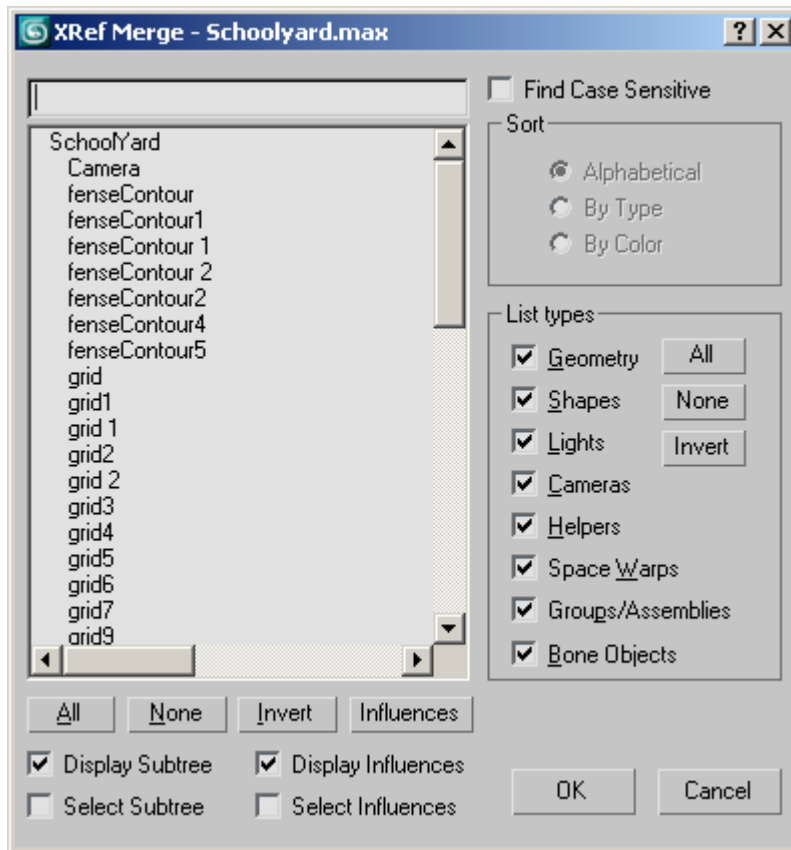 XRef Merge - Schoolyard.max
Find Case Sensitive
SchoolYard
Camera
fenseContour
fenseContour1
fenseContour 1
fenseContour 2
fenseContour2
fenseContour4
fenseContour5
grid
grid1
grid 1
grid2
grid 2
grid3
grid4
grid5
grid6
grid7
grid9
Sort
Alphabetical
By Type
By Color
List types
Geometry All
Shapes None
Lights Invert
Cameras
Helpers
Space Warps
Groups/Assemblies
Bone Objects
All None Invert Influences
Display Subtree Display Influences
Select Subtree Select Influences
OK Cancel